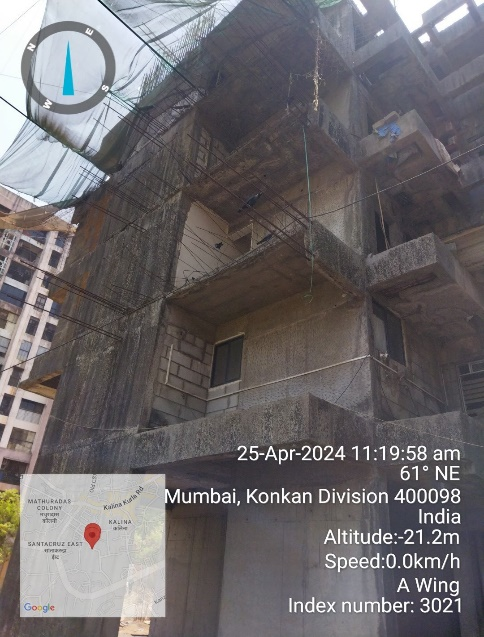 N
E
S
25-Apr-2024 11:19:58 am
61° NE
Mumbai, Konkan Division 400098
India
Altitude:-21.2m
Speed:0.0km/h
A Wing
Index number: 3021
MATHURADAS
COLONY
Kalina Kurla Rd
KALINA
कलिना
SANTACRUZ EAST
Google